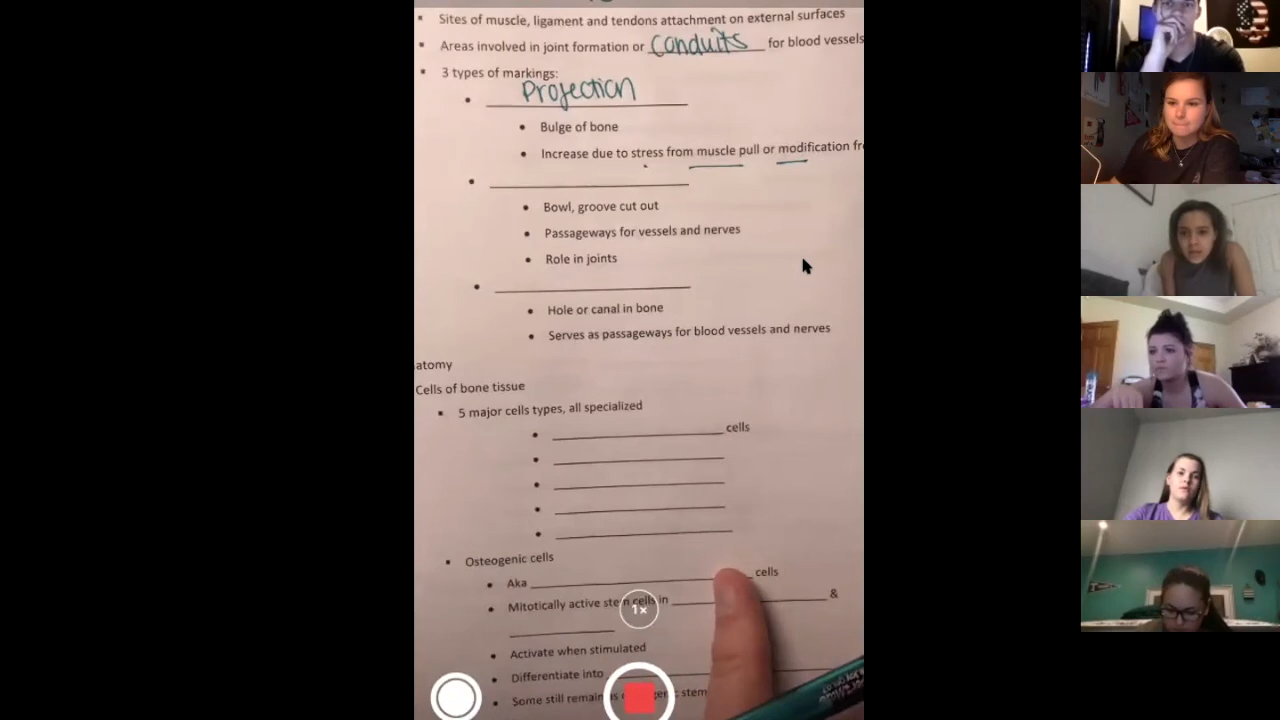 Sites of muscle, ligament and tendons attachment on external surfaces
Areas involved in joint formation or conduits for blood vessels
3 types of markings:
Projection
Bulge of bone
Increase due to stress from muscle pull or modification fr
Bowl, groove cut out
Passageways for vessels and nerves
Role in joints
Hole or canal in bone
Serves as passageways for blood vessels and nerves
atomy
Cells of bone tissue
5 major cells types, all specialized
cells
Osteogenic cells
Aka cells
Mitotically active stem cells in &
1x
Activate when stimulated
Differentiate into
Some still remain stem